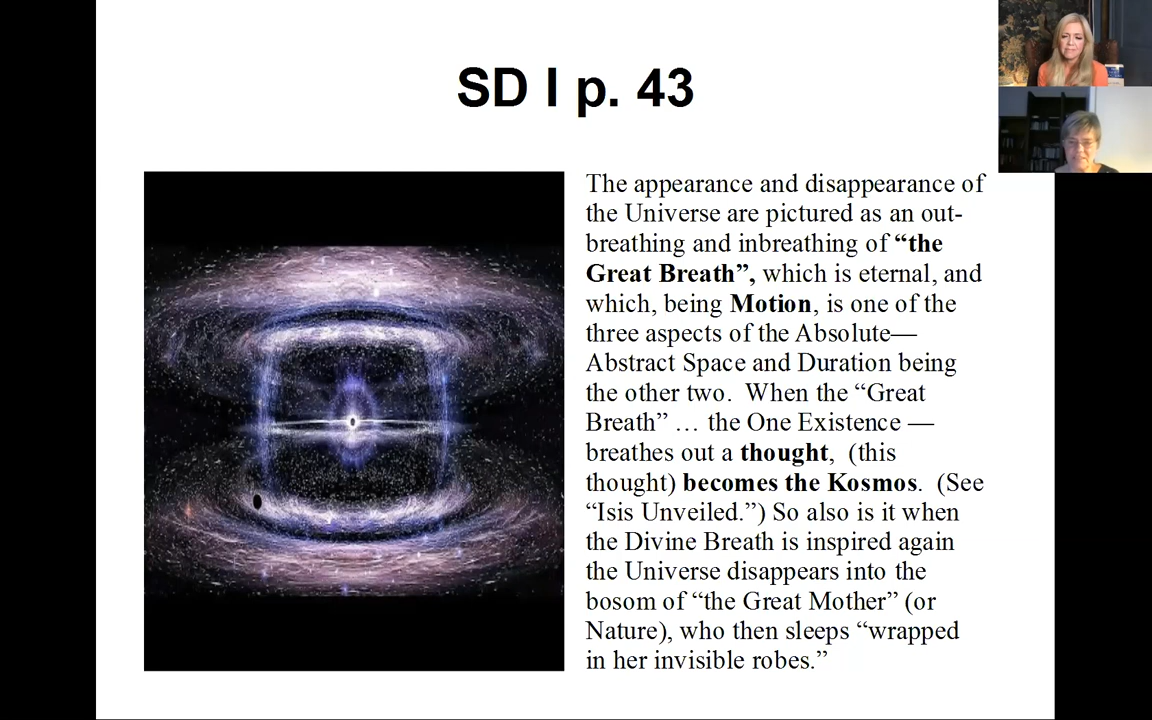 SD I p. 43
The appearance and disappearance of
the Universe are pictured as an out-
breathing and inbreathing of “the
Great Breath”, which is eternal, and
which, being Motion, is one of the
three aspects of the Absolute—
Abstract Space and Duration being
the other two.  When the “Great
Breath” … the One Existence —
breathes out a thought,  (this
thought) becomes the Kosmos.  (See
“Isis Unveiled.”) So also is it when
the Divine Breath is inspired again
the Universe disappears into the
bosom of “the Great Mother” (or
Nature), who then sleeps “wrapped
in her invisible robes.”